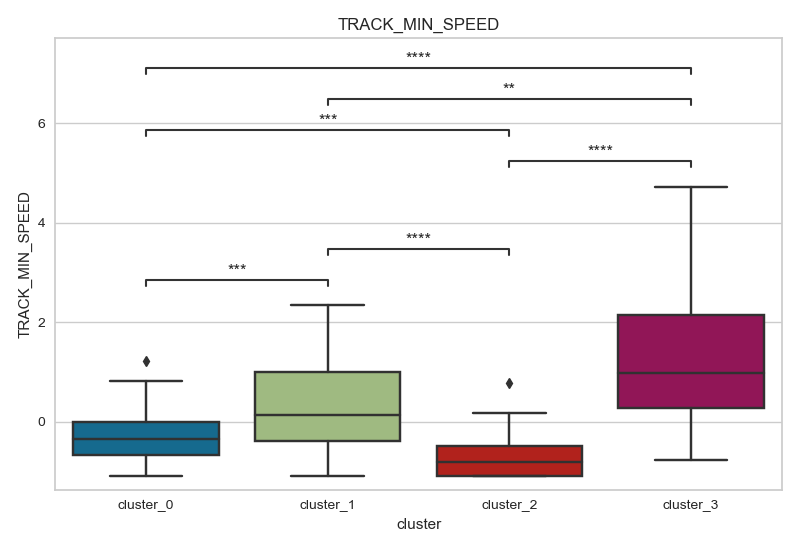 TRACK_MIN_SPEED
****
**
***
****
****
***
TRACK_MIN_SPEED
6
4
2
0
cluster_0 cluster_1 cluster_2 cluster_3
cluster